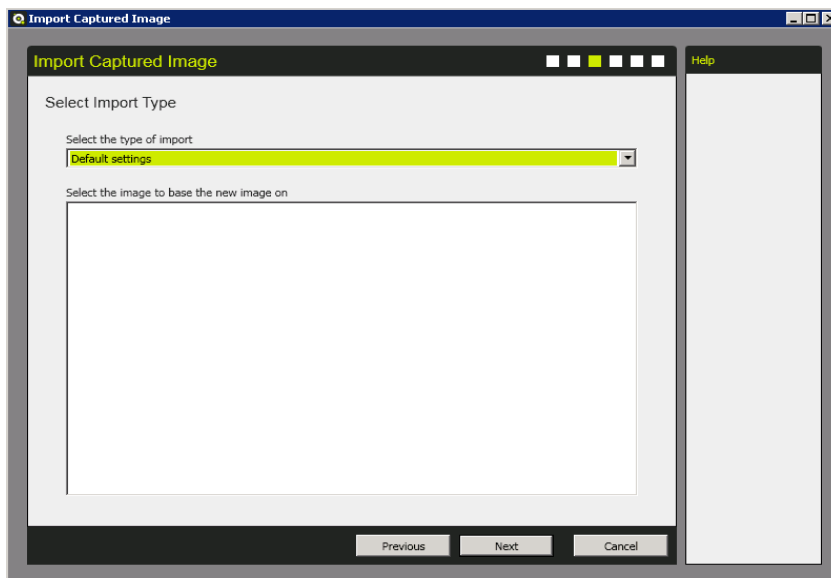 Import Captured Image
Import Captured Image
Help
Select Import Type
Select the type of import
Default settings
Select the image to base the new image on
Previous
Next
Cancel